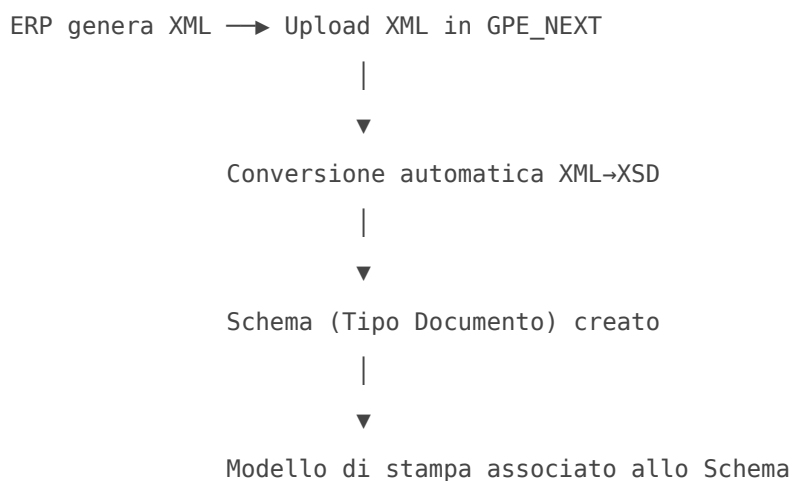 ERP genera XML ──▶ Upload XML in GPE_NEXT
│
▼
Conversione automatica XML→XSD
│
▼
Schema (Tipo Documento) creato
│
▼
Modello di stampa associato allo Schema